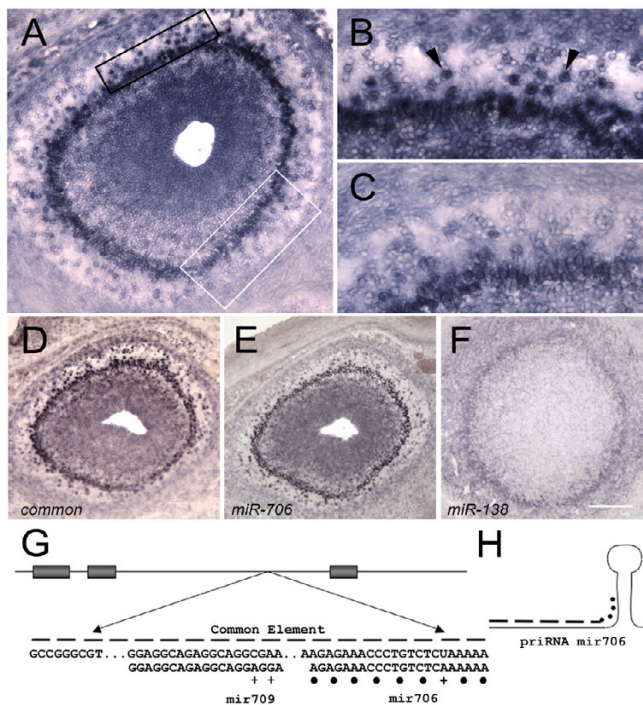 A
B
C
D
common
E
miR-706
F
miR-138
G
H
Common Element
GCCGGGCGT...GGAGGCAGAGGCAGGCGAA..AAGAGAAACCCTGTCTCUAAAAA
GGAGGCAGAGGCAGGAGGA AGAGAAACCCTGTCTCAAAAAA
+ + ● ● ● ● ● ● + ● ●
mir709 mir706
priRNA mir706